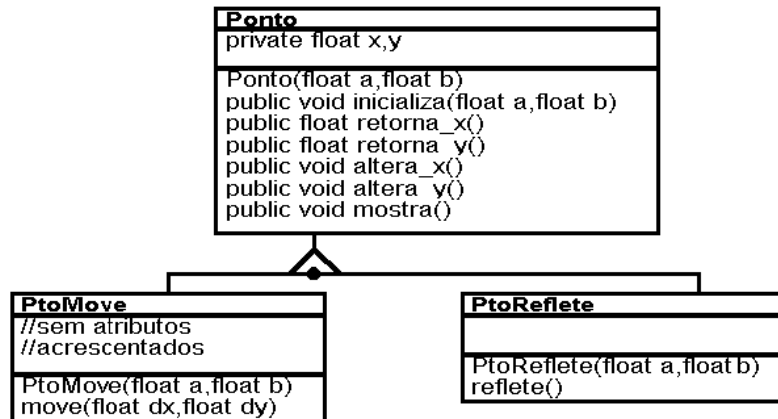 Ponto
private float x,y
Ponto(float a,float b)
public void inicializa(float a,float b)
public float retorna_x()
public float retorna_y()
public void altera_x()
public void altera_y()
public void mostra()
PtoMove
//sem atributos
//acrescentados
PtoMove(float a,float b)
move(float dx,float dy)
PtoReflete
PtoReflete(float a,floatb)
reflete()